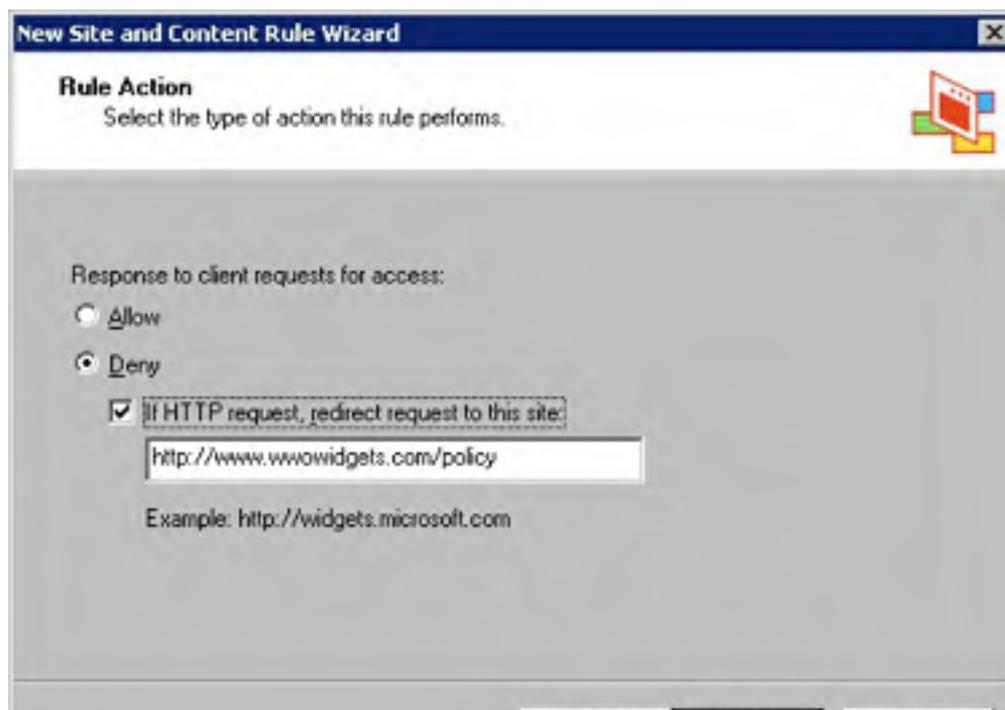 New Site and Content Rule Wizard
Rule Action
Select the type of action this rule performs.
Response to client requests for access:
Allow
Deny
If HTTP request, redirect request to this site:
http://www.wwowidgets.com/policy
Example: http://widgets.microsoft.com